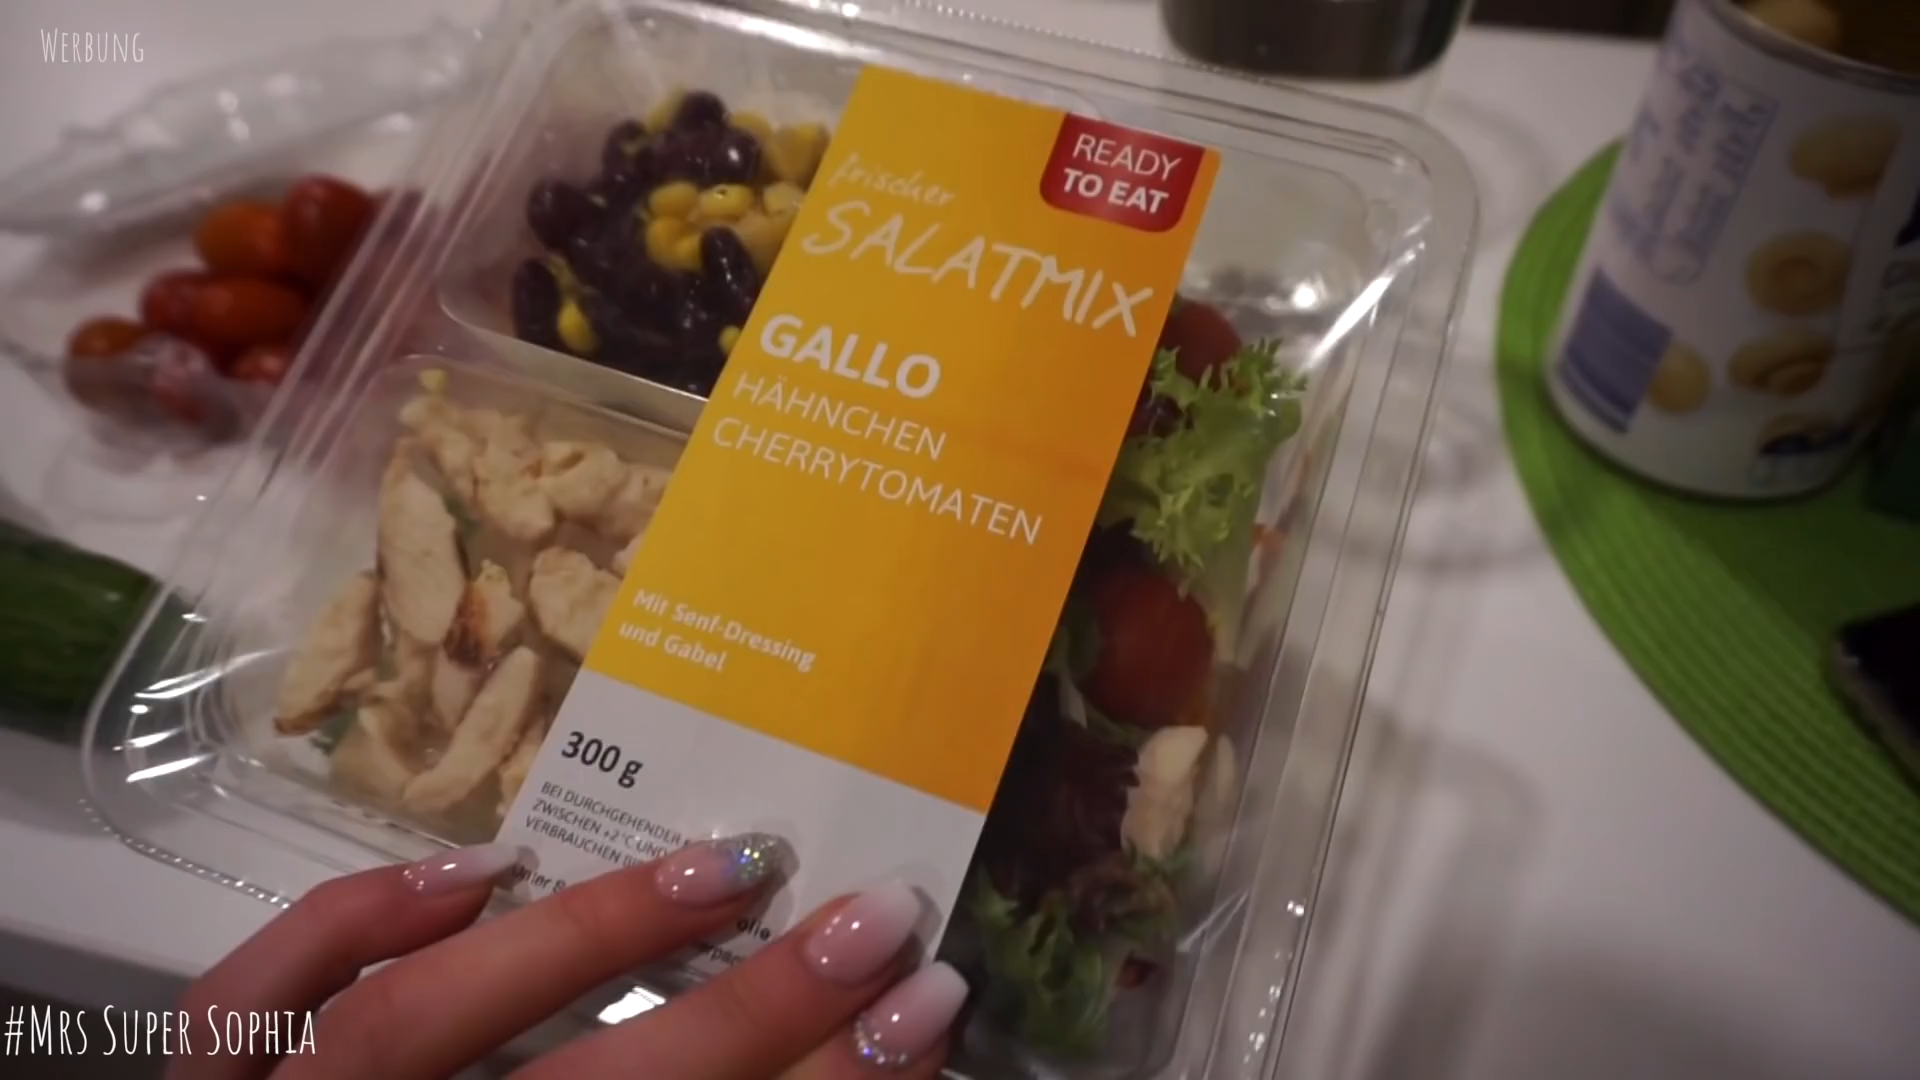 WERBUNG
READY
TO EAT
frischer
SALATMIX
GALLO
HÄHNCHEN
CHERRYTOMATEN
Mit Senf-Dressing
und Gabel
300 g
BEI DURCHGEHENDER
ZWISCHEN +2 °C UND
VERBRAUCHEN
#MRS SUPER SOPHIA